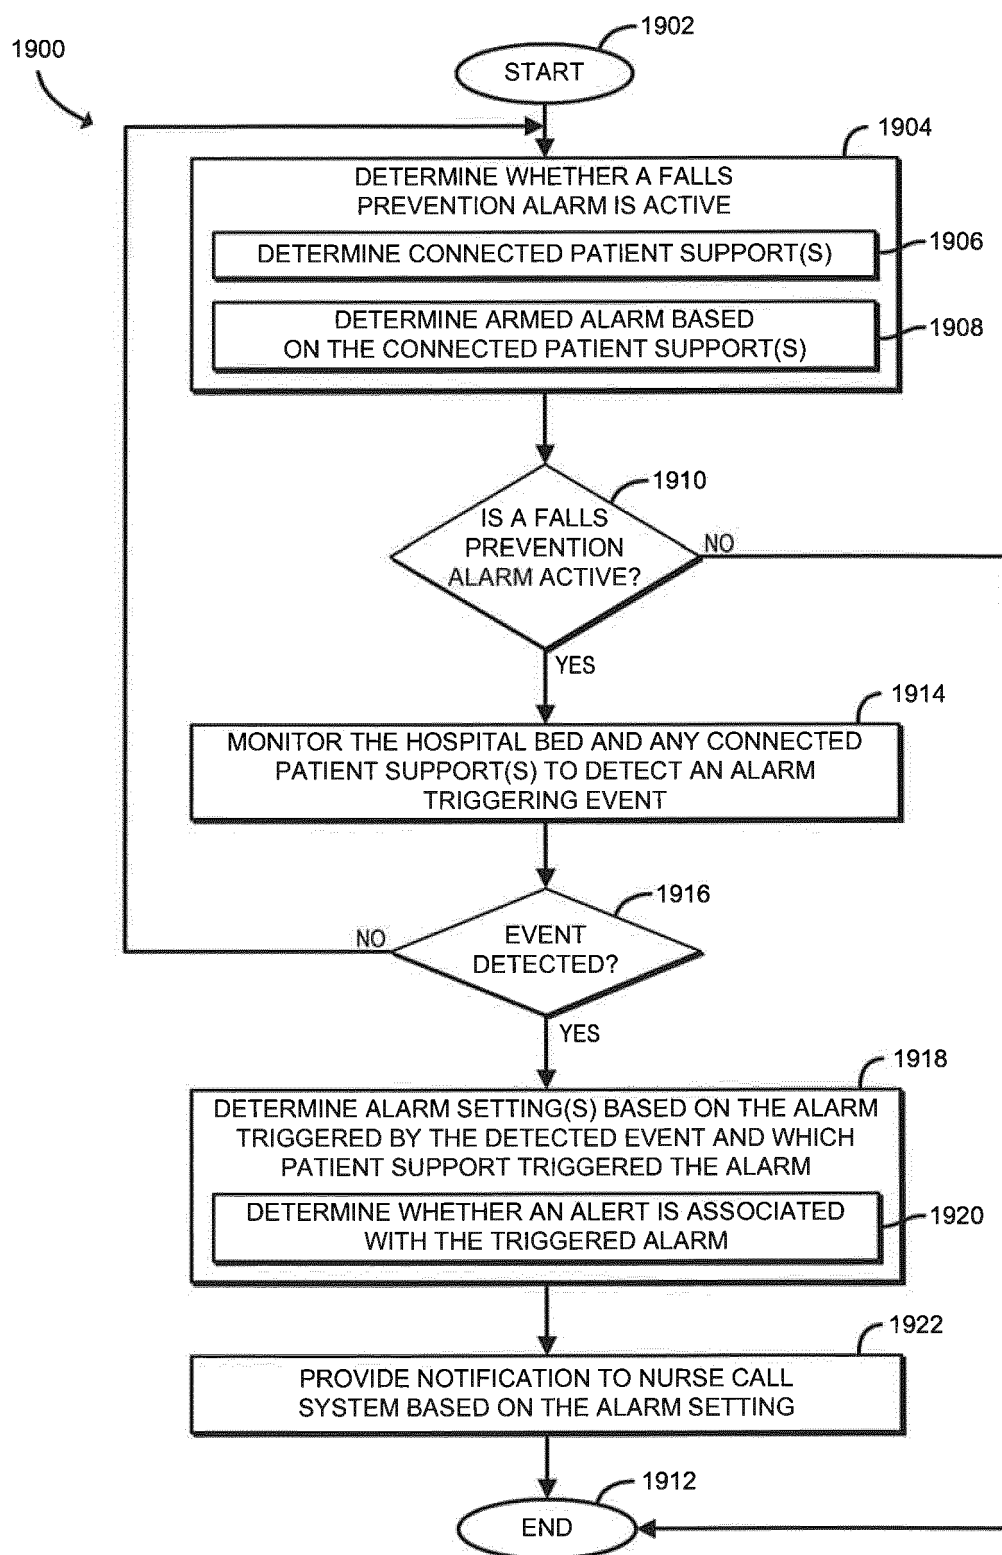 1900
1902
START
1904
DETERMINE WHETHER A FALLS
PREVENTION ALARM IS ACTIVE
1906
DETERMINE CONNECTED PATIENT SUPPORT(S)
1908
DETERMINE ARMED ALARM BASED
ON THE CONNECTED PATIENT SUPPORT(S)
1910
IS A FALLS
PREVENTION
ALARM ACTIVE?
NO
YES
1914
MONITOR THE HOSPITAL BED AND ANY CONNECTED
PATIENT SUPPORT(S) TO DETECT AN ALARM
TRIGGERING EVENT
1916
EVENT
DETECTED?
NO
YES
1918
DETERMINE ALARM SETTING(S) BASED ON THE ALARM
TRIGGERED BY THE DETECTED EVENT AND WHICH
PATIENT SUPPORT TRIGGERED THE ALARM
1920
DETERMINE WHETHER AN ALERT IS ASSOCIATED
WITH THE TRIGGERED ALARM
1922
PROVIDE NOTIFICATION TO NURSE CALL
SYSTEM BASED ON THE ALARM SETTING
1912
END